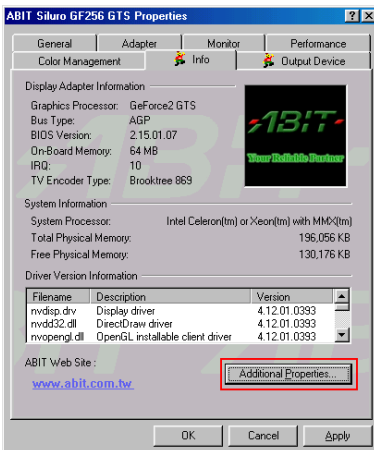 ABIT Siluro GF256 GTS Properties
General Adapter Monitor Performance
Color Management Info Output Device
Display Adapter Information
Graphics Processor: GeForce2 GTS
Bus Type: AGP
BIOS Version: 2.15.01.07
On-Board Memory: 64 MB
IRQ: 10
TV Encoder Type: Brooktree 869
ABIT
Your Reliable Partner
System Information
System Processor: Intel Celeron(tm) or Xeon(tm) with MMX(tm)
Total Physical Memory: 196,056 KB
Free Physical Memory: 130,176 KB
Driver Version Information
Filename Description Version
nvdisp.drv Display driver 4.12.01.0393
nvdd32.dll DirectDraw driver 4.12.01.0393
nvopengl.dll OpenGL installable client driver 4.12.01.0393
ABIT Web Site :
www.abit.com.tw
Additional Properties...
OK Cancel Apply